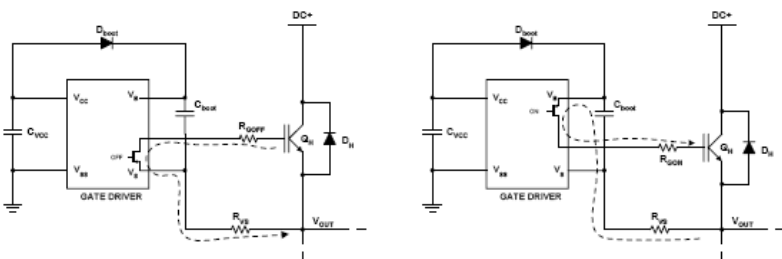 DC+
Dboot
VCC
VB
Cboot
CVCC
RGOFF
QH
DH
OFF
VSS
VS
GATE DRIVER
RVS
VOUT
DC+
Dboot
VCC
VB
ON
Cboot
CVCC
QH
DH
RGON
VSS
VS
GATE DRIVER
RVS
VOUT